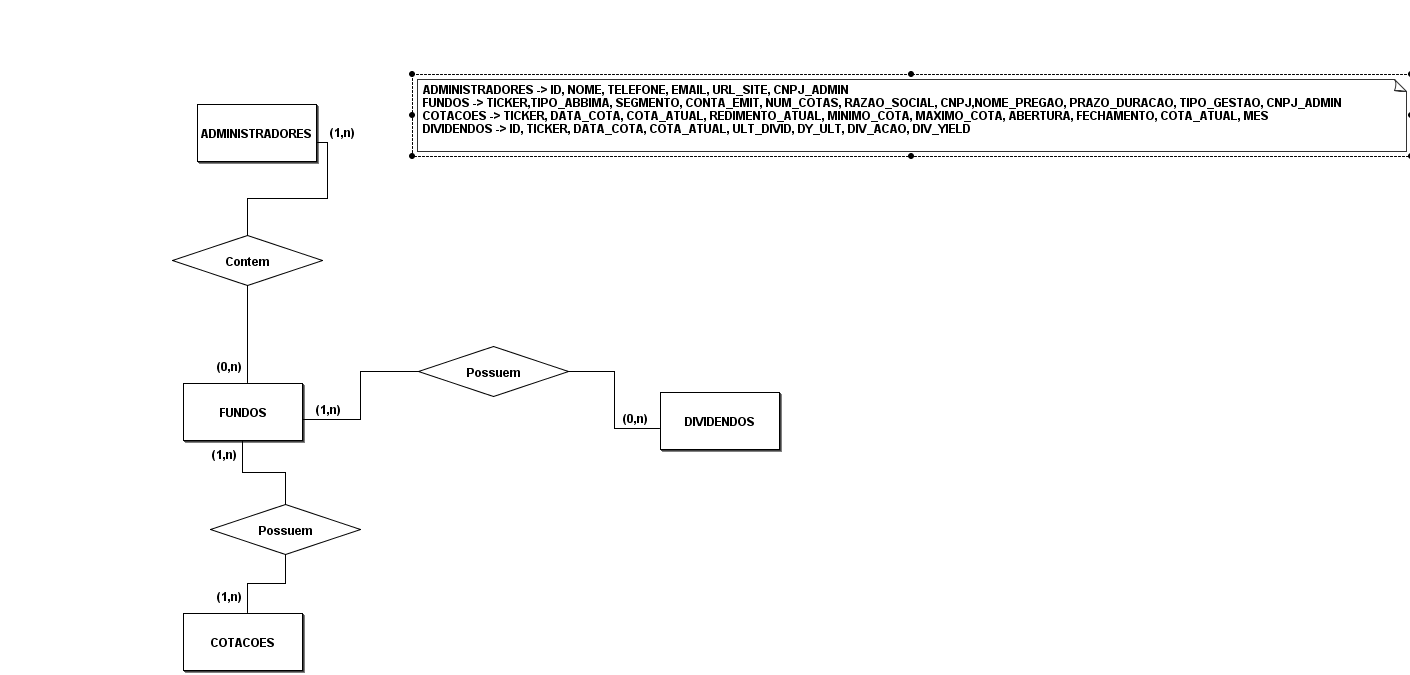 ADMINISTRADORES -> ID, NOME, TELEFONE, EMAIL, URL_SITE, CNPJ_ADMIN
FUNDOS -> TICKER,TIPO_ABBIMA, SEGMENTO, CONTA_EMIT, NUM_COTAS, RAZAO_SOCIAL, CNPJ,NOME_PREGAO, PRAZO_DURACAO, TIPO_GESTAO, CNPJ_ADMIN
COTACOES -> TICKER, DATA_COTA, COTA_ATUAL, REDIMENTO_ATUAL, MINIMO_COTA, MAXIMO_COTA, ABERTURA, FECHAMENTO, COTA_ATUAL, MES
DIVIDENDOS -> ID, TICKER, DATA_COTA, COTA_ATUAL, ULT_DIVID, DY_ULT, DIV_ACAO, DIV_YIELD
ADMINISTRADORES
(1,n)
Contem
(0,n)
FUNDOS
(1,n)
Possuem
(0,n)
DIVIDENDOS
(1,n)
Possuem
(1,n)
COTACOES